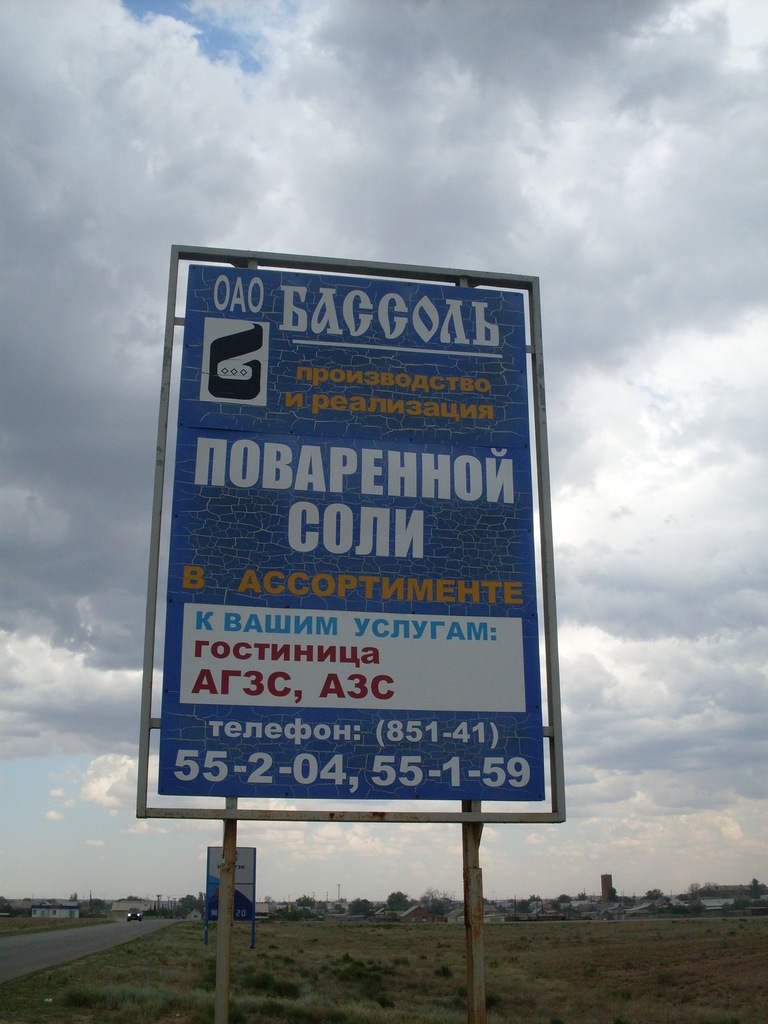 ОАО БАССОЛЬ
производство
и реализация
ПОВАРЕННОЙ
СОЛИ
В АССОРТИМЕНТЕ
К ВАШИМ УСЛУГАМ:
гостиница
АГЗС, АЗС
телефон: (851-41)
55-2-04, 55-1-59
20